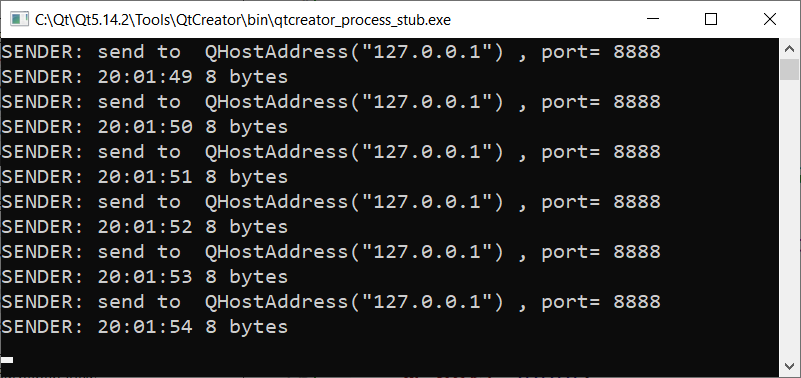 C:\Qt\Qt5.14.2\Tools\QtCreator\bin\qtcreator_process_stub.exe
SENDER: send to  QHostAddress("127.0.0.1") , port= 8888
SENDER: 20:01:49 8 bytes
SENDER: send to  QHostAddress("127.0.0.1") , port= 8888
SENDER: 20:01:50 8 bytes
SENDER: send to  QHostAddress("127.0.0.1") , port= 8888
SENDER: 20:01:51 8 bytes
SENDER: send to  QHostAddress("127.0.0.1") , port= 8888
SENDER: 20:01:52 8 bytes
SENDER: send to  QHostAddress("127.0.0.1") , port= 8888
SENDER: 20:01:53 8 bytes
SENDER: send to  QHostAddress("127.0.0.1") , port= 8888
SENDER: 20:01:54 8 bytes